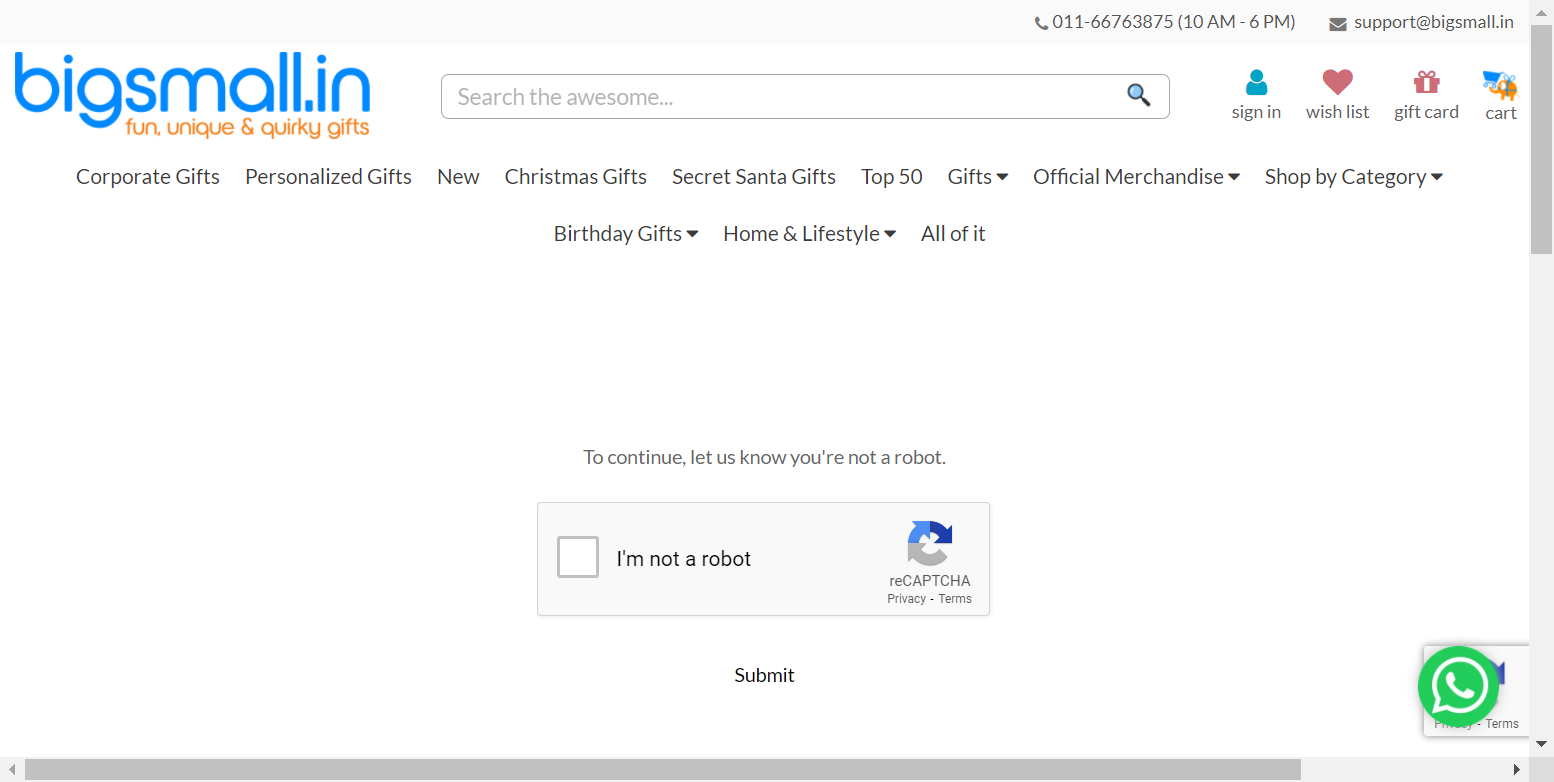 011-66763875 (10 AM - 6 PM) support@bigsmall.in
bigsmall.in
fun, unique & quirky gifts
Search the awesome...
sign in wish list gift card cart
Corporate Gifts Personalized Gifts New Christmas Gifts Secret Santa Gifts Top 50 Gifts Official Merchandise Shop by Category
Birthday Gifts Home & Lifestyle All of it
To continue, let us know you're not a robot.
I'm not a robot
reCAPTCHA
Privacy - Terms
Submit
Privacy - Terms